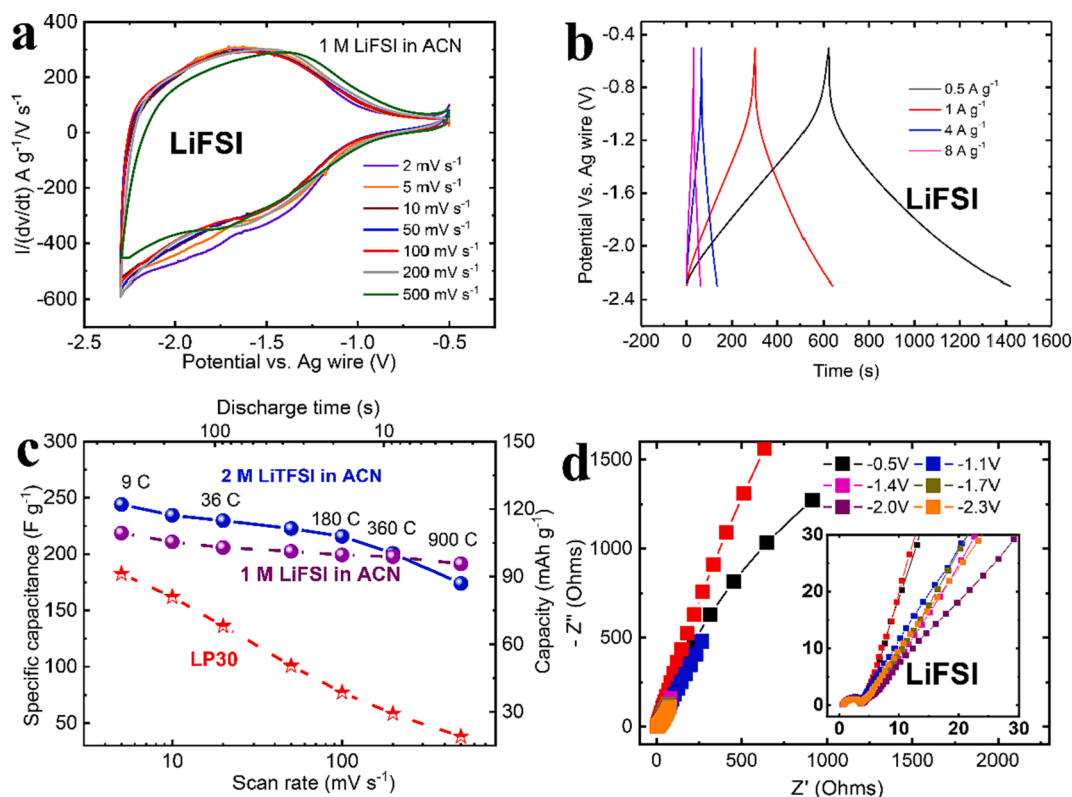 a
1 M LiFSI in ACN
LiFSI
2 mV s⁻¹
5 mV s⁻¹
10 mV s⁻¹
50 mV s⁻¹
100 mV s⁻¹
200 mV s⁻¹
500 mV s⁻¹
I/(dv/dt) A g⁻¹/V s⁻¹
400
200
0
-200
-400
-600
-2.5 -2.0 -1.5 -1.0 -0.5
Potential vs. Ag wire (V)
b
0.5 A g⁻¹
1 A g⁻¹
4 A g⁻¹
8 A g⁻¹
LiFSI
Potential Vs. Ag wire (V)
-0.4
-0.8
-1.2
-1.6
-2.0
-2.4
-200 0 200 400 600 800 1000 1200 1400 1600
Time (s)
Discharge time (s)
100 10
c
2 M LiTFSI in ACN
9 C 36 C 180 C 360 C 900 C
1 M LiFSI in ACN
LP30
Specific capacitance (F g⁻¹)
300
250
200
150
100
50
Capacity (mAh g⁻¹)
150
120
90
60
30
10 100
Scan rate (mV s⁻¹)
d
-0.5V -1.1V
-1.4V -1.7V
-2.0V -2.3V
- Z'' (Ohms)
1500
1000
500
0
30
20
10
0
0 10 20 30
LiFSI
0 500 1000 1500 2000
Z' (Ohms)